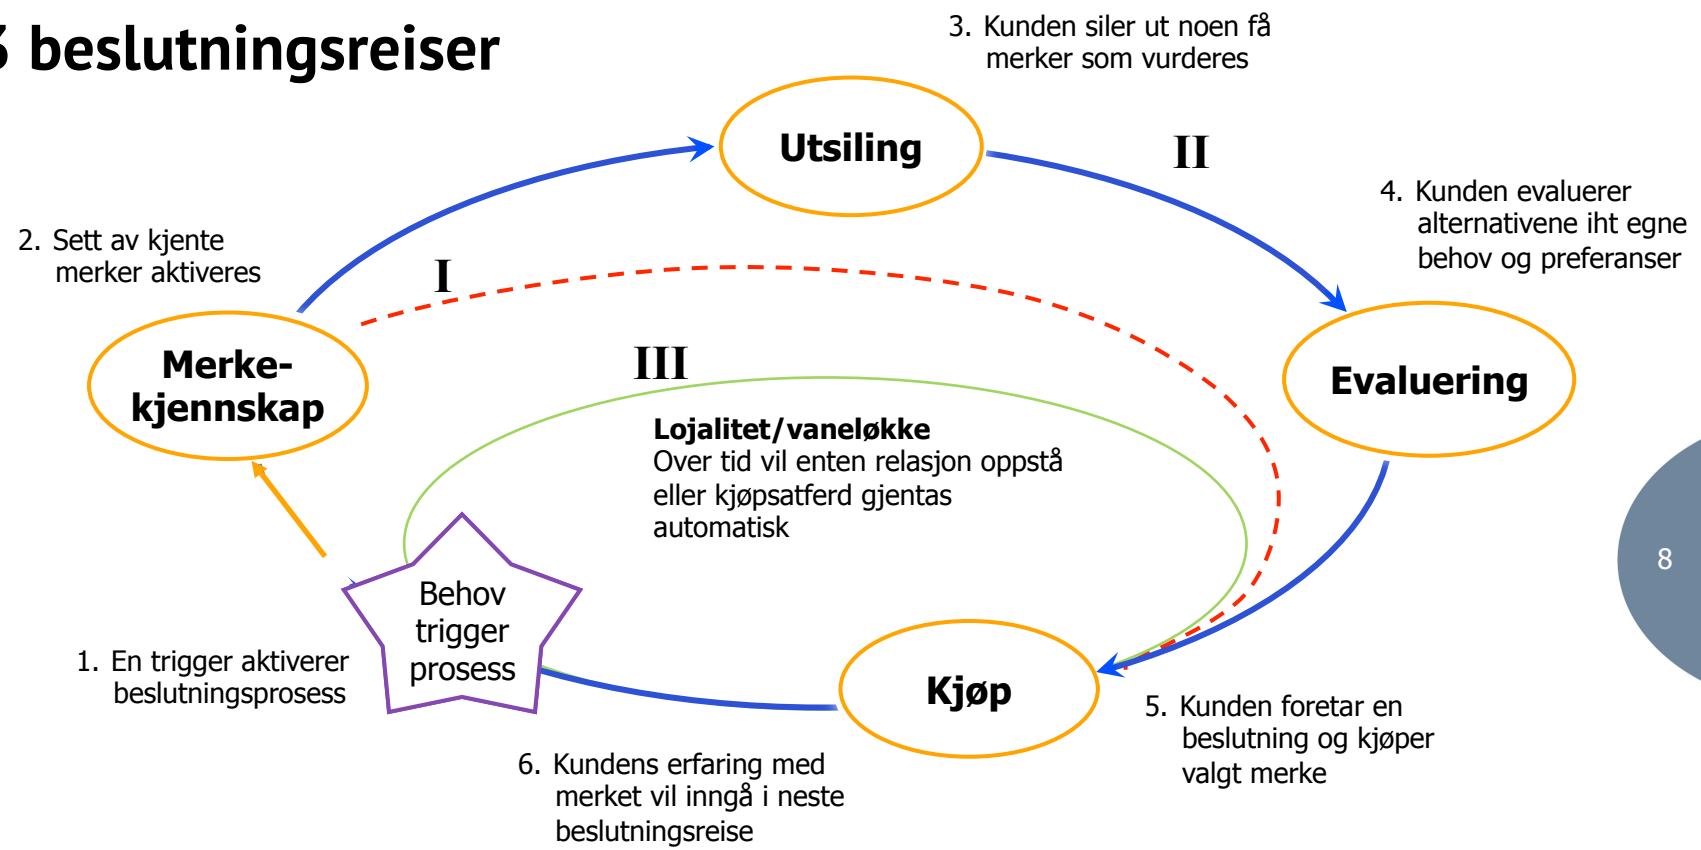 3 beslutningsreiser
3. Kunden siler ut noen få
merker som vurderes
Utsiling
II
4. Kunden evaluerer
alternativene iht egne
behov og preferanser
2. Sett av kjente
merker aktiveres
I
III
Merke-
kjennskap
Evaluering
Lojalitet/vaneløkke
Over tid vil enten relasjon oppstå
eller kjøpsatferd gjentas
automatisk
8
Behov
trigger
prosess
1. En trigger aktiverer
beslutningsprosess
Kjøp
5. Kunden foretar en
beslutning og kjøper
valgt merke
6. Kundens erfaring med
merket vil inngå i neste
beslutningsreise